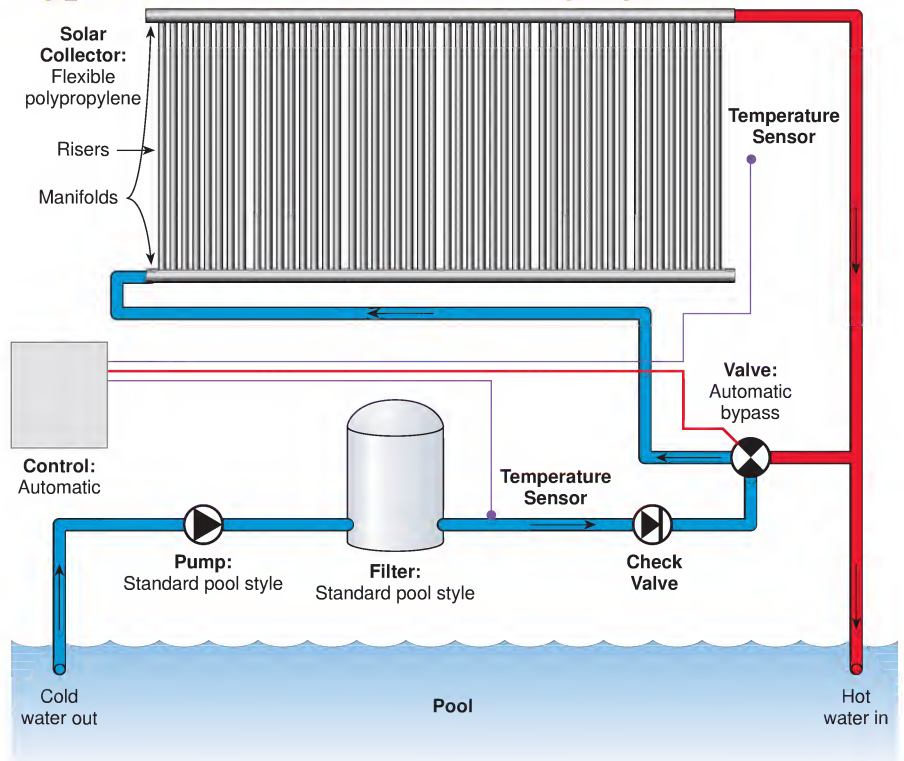 Solar
Collector:
Flexible
polypropylene
Risers
Manifolds
Temperature
Sensor
Valve:
Automatic
bypass
Control:
Automatic
Temperature
Sensor
Pump:
Standard pool style
Filter:
Standard pool style
Check
Valve
Cold
water out
Pool
Hot
water in